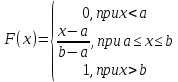 0, при x < a
F(x) = { (x−a)/(b−a), при a ≤ x ≤ b
1, при x > b